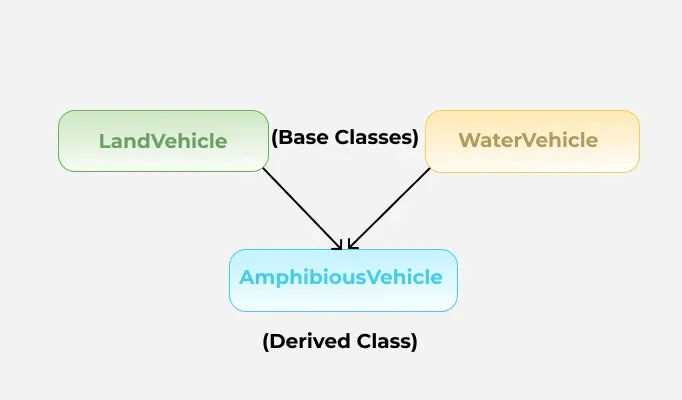 LandVehicle
(Base Classes)
WaterVehicle
AmphibiousVehicle
(Derived Class)